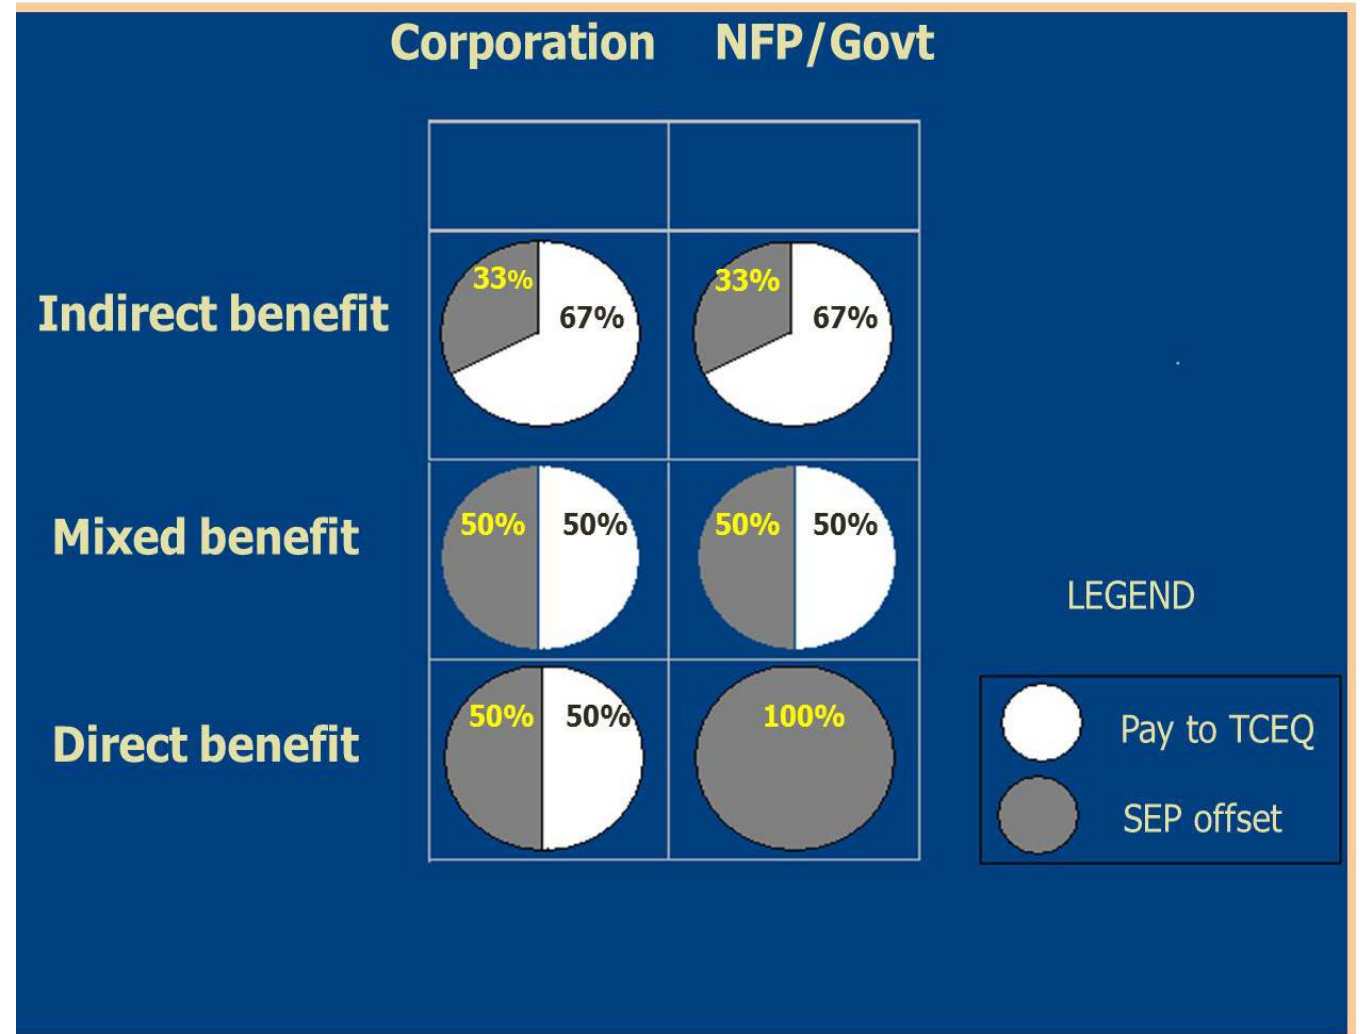 Corporation NFP/Govt
33% 67% 33% 67%
Indirect benefit
50% 50% 50% 50%
Mixed benefit
LEGEND
50% 50% 100%
Direct benefit
Pay to TCEQ
SEP offset